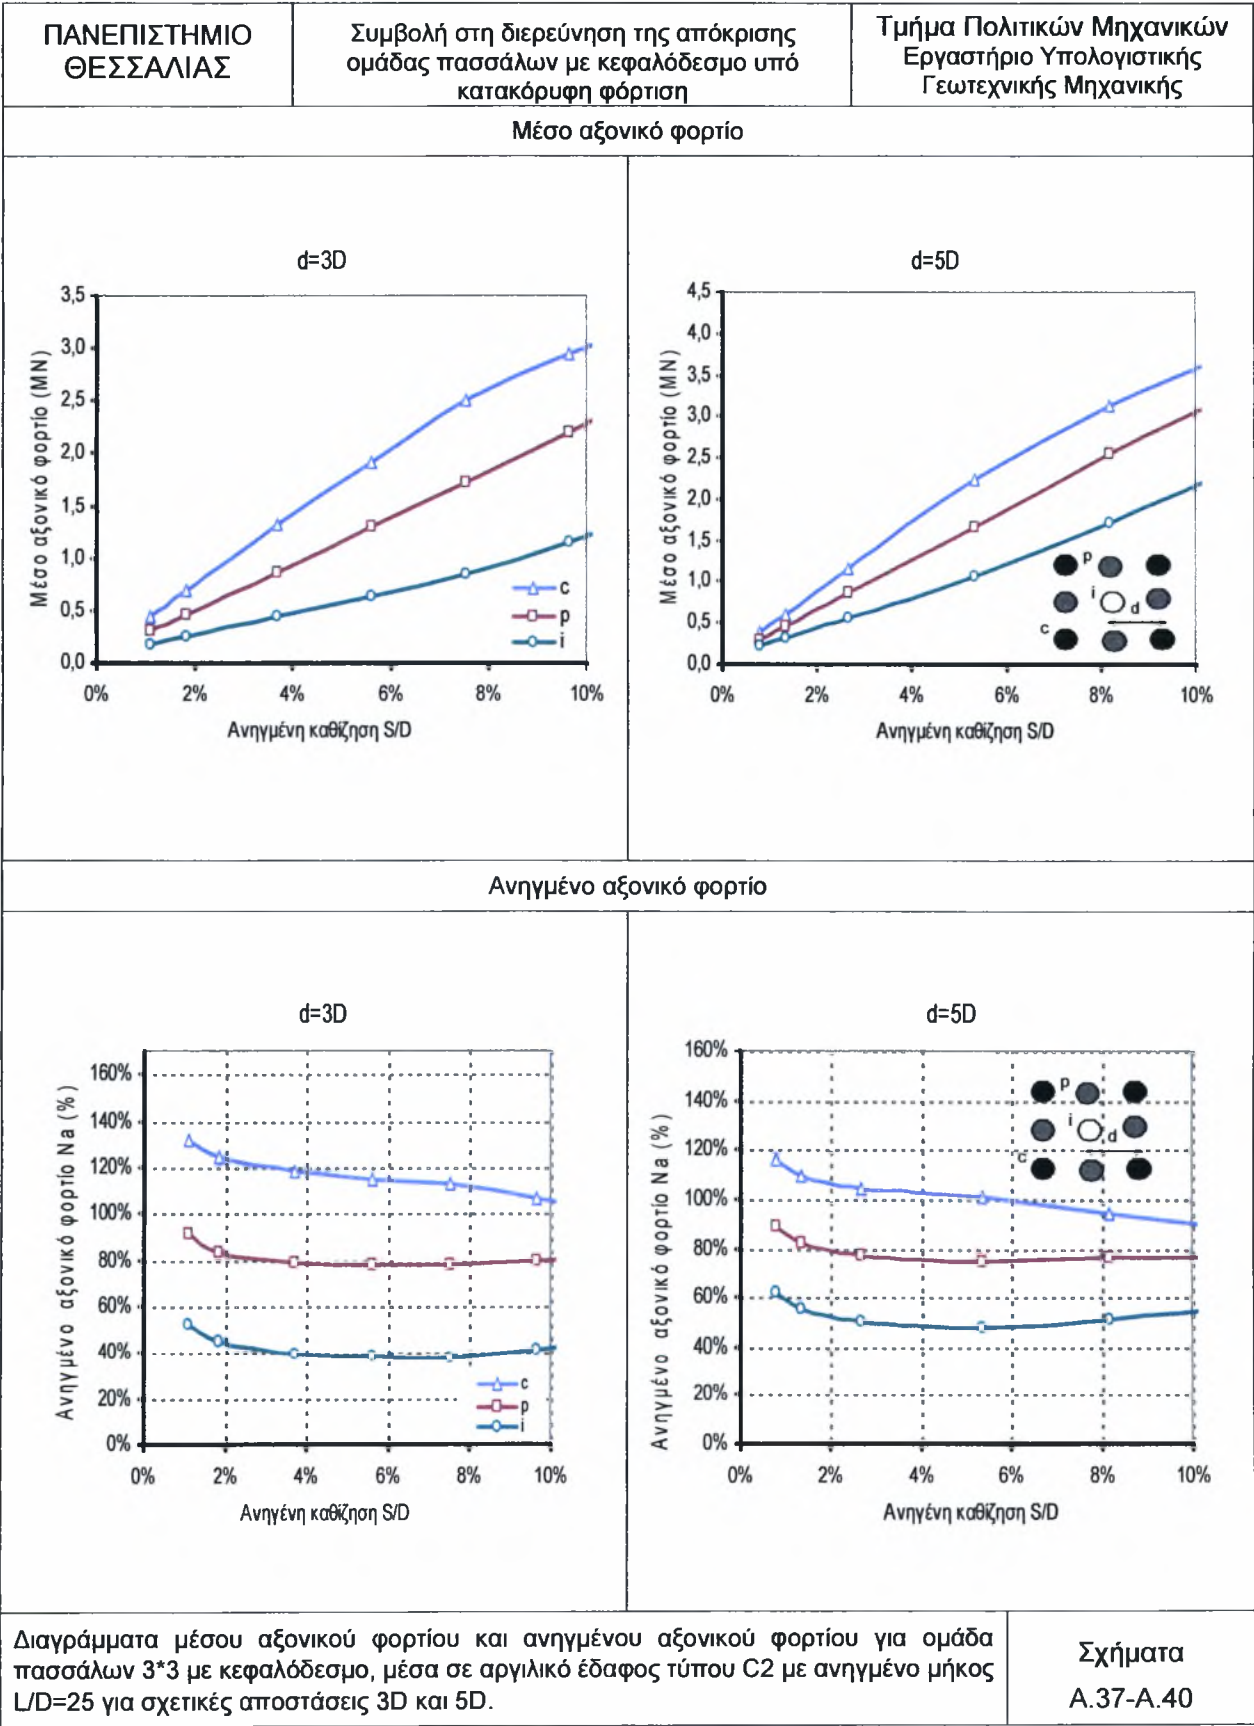 ΠΑΝΕΠΙΣΤΗΜΙΟ
ΘΕΣΣΑΛΙΑΣ
Συμβολή στη διερεύνηση της απόκρισης
ομάδας πασσάλων με κεφαλόδεσμο υπό
κατακόρυφη φόρτιση
Τμήμα Πολιτικών Μηχανικών
Εργαστήριο Υπολογιστικής
Γεωτεχνικής Μηχανικής
Μέσο αξονικό φορτίο
d=3D
3,5
3,0
2,5
2,0
1,5
1,0
0,5
0,0
Μέσο αξονικό φορτίο (MN)
c
p
i
0% 2% 4% 6% 8% 10%
Ανηγμένη καθίζηση S/D
d=5D
4,5
4,0
3,5
3,0
2,5
2,0
1,5
1,0
0,5
0,0
Μέσο αξονικό φορτίο (MN)
p
i
d
c
0% 2% 4% 6% 8% 10%
Ανηγμένη καθίζηση S/D
Ανηγμένο αξονικό φορτίο
d=3D
160%
140%
120%
100%
80%
60%
40%
20%
0%
Ανηγμένο αξονικό φορτίο Na (%)
c
p
i
0% 2% 4% 6% 8% 10%
Ανηγένη καθίζηση S/D
d=5D
160%
140%
120%
100%
80%
60%
40%
20%
0%
Ανηγμένο αξονικό φορτίο Na (%)
p
i
d
c
0% 2% 4% 6% 8% 10%
Ανηγένη καθίζηση S/D
Διαγράμματα μέσου αξονικού φορτίου και ανηγμένου αξονικού φορτίου για ομάδα
πασσάλων 3*3 με κεφαλόδεσμο, μέσα σε αργιλικό έδαφος τύπου C2 με ανηγμένο μήκος
L/D=25 για σχετικές αποστάσεις 3D και 5D.
Σχήματα
Α.37-Α.40